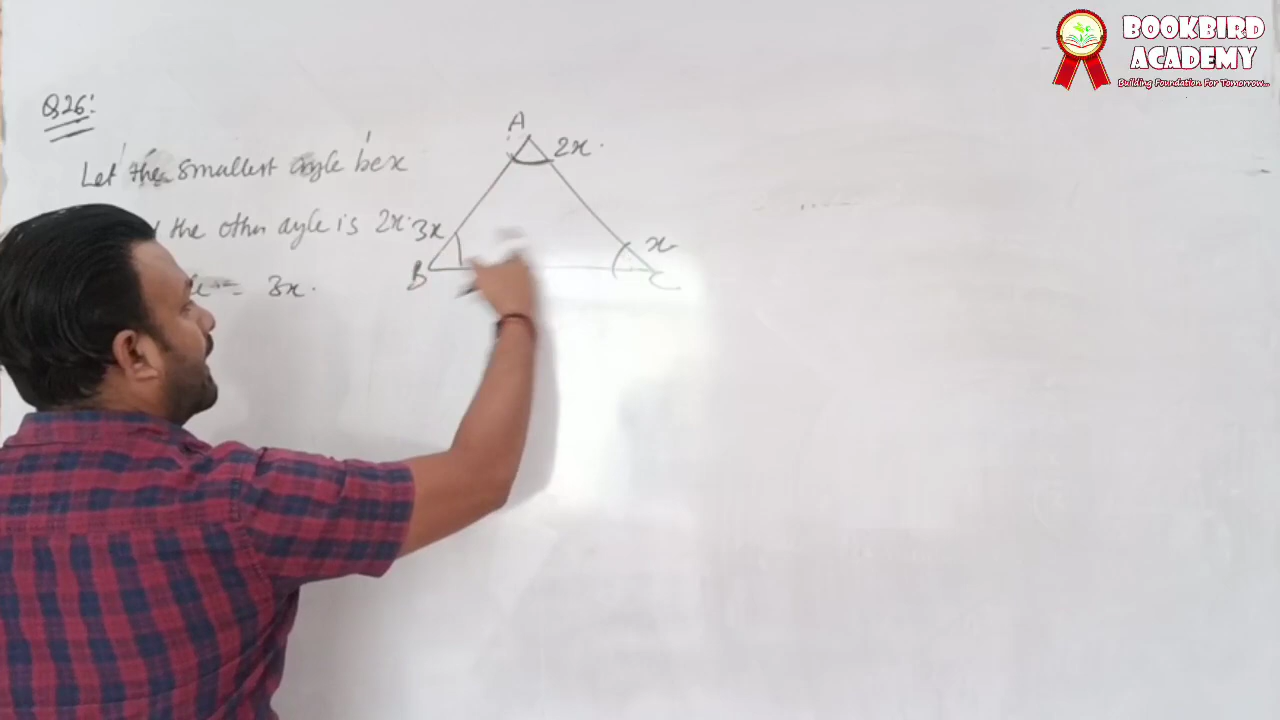 Q26:
Let the smallest angle be x
the other angle is 2x.
= 3x.
A
2x.
3x
x
B
C
BOOKBIRD
ACADEMY
Building Foundation For Tomorrow...